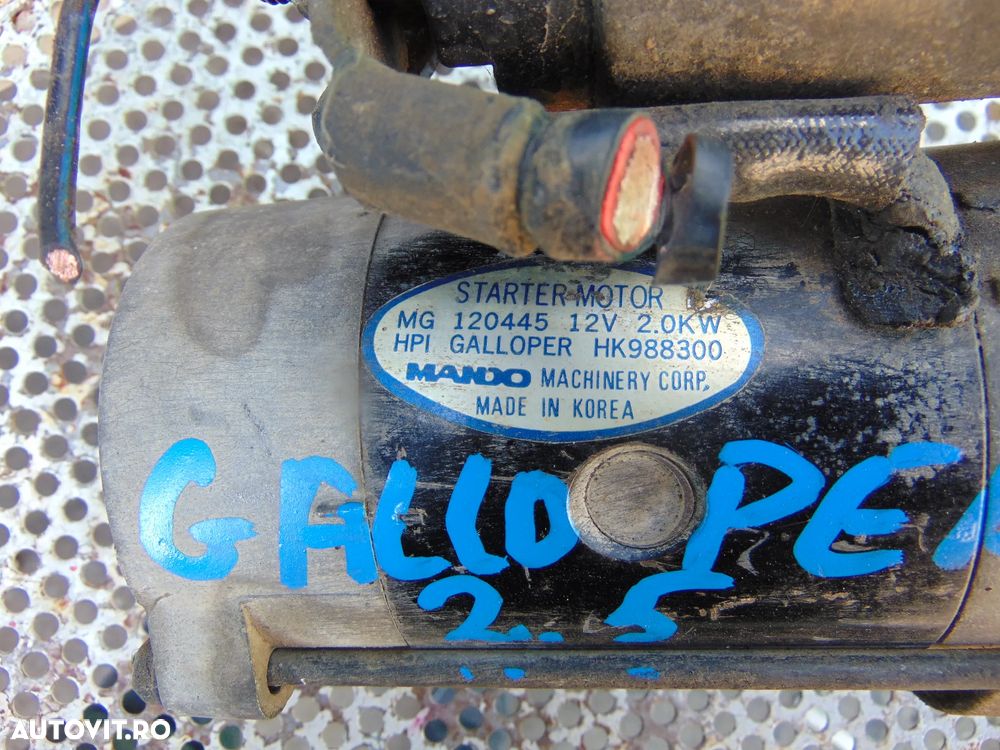 STARTER MOTOR
MG 120445 12V 2.0KW
HPI GALLOPER HK988300
MANDO MACHINERY CORP.
MADE IN KOREA
GALLOPE
2.5
AUTOVIT.RO